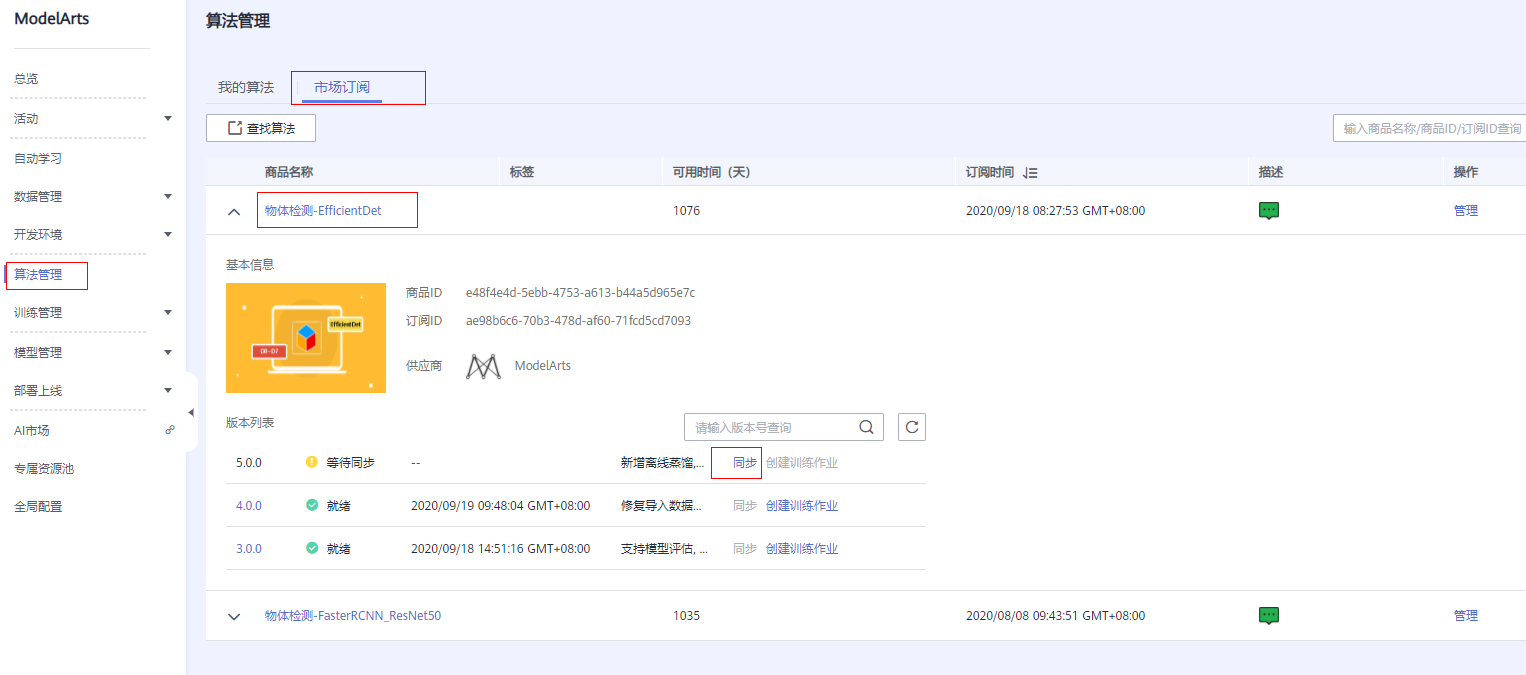 ModelArts
总览
活动
自动学习
数据管理
开发环境
算法管理
训练管理
模型管理
部署上线
AI市场
专属资源池
全局配置
算法管理
我的算法 市场订阅
查找算法 输入商品名称/商品ID/订阅ID查询
商品名称 标签 可用时间（天） 订阅时间 描述 操作
物体检测-EfficientDet 1076 2020/09/18 08:27:53 GMT+08:00 管理
基本信息
EfficientDet
D0-D7
商品ID e48f4e4d-5ebb-4753-a613-b44a5d965e7c
订阅ID ae98b6c6-70b3-478d-af60-71fcd5cd7093
供应商 ModelArts
版本列表 请输入版本号查询
5.0.0 等待同步 -- 新增离线蒸馏,... 同步 创建训练作业
4.0.0 就绪 2020/09/19 09:48:04 GMT+08:00 修复导入数据... 同步 创建训练作业
3.0.0 就绪 2020/09/18 14:51:16 GMT+08:00 支持模型评估, ... 同步 创建训练作业
物体检测-FasterRCNN_ResNet50 1035 2020/08/08 09:43:51 GMT+08:00 管理